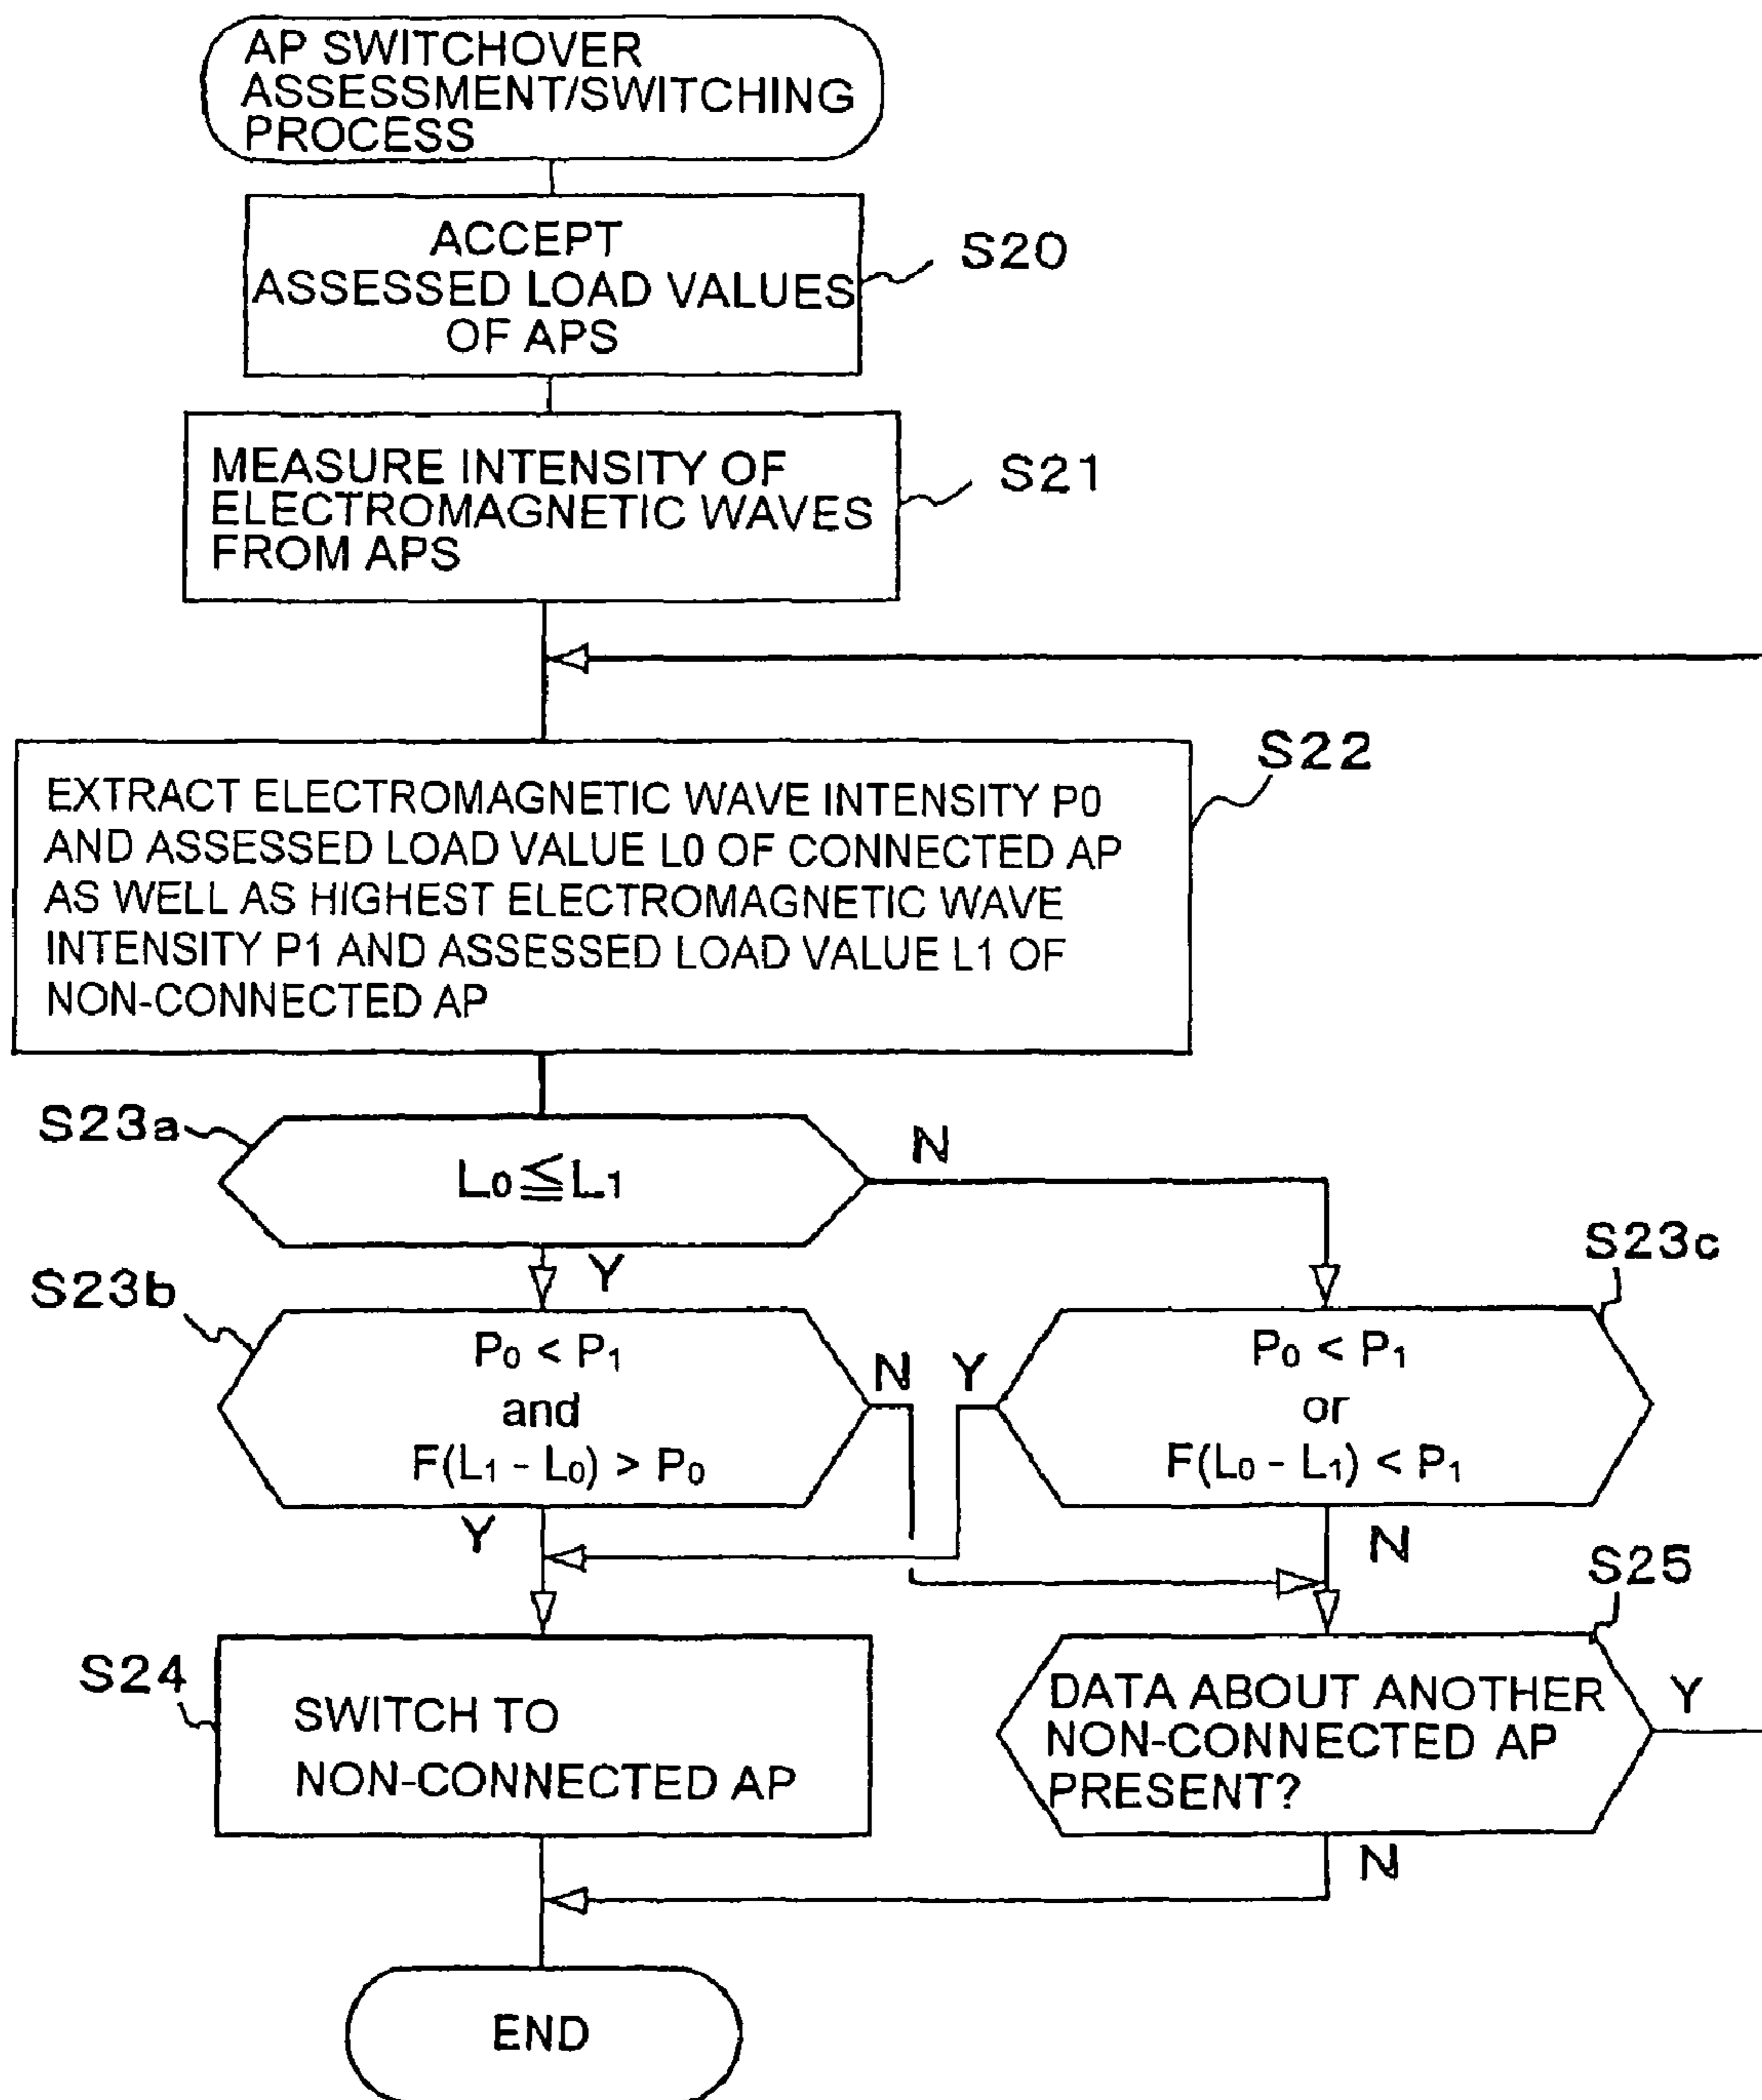 AP SWITCHOVER
ASSESSMENT/SWITCHING
PROCESS
ACCEPT
ASSESSED LOAD VALUES
OF APS
S20
MEASURE INTENSITY OF
ELECTROMAGNETIC WAVES
FROM APS
S21
S22
EXTRACT ELECTROMAGNETIC WAVE INTENSITY P0
AND ASSESSED LOAD VALUE L0 OF CONNECTED AP
AS WELL AS HIGHEST ELECTROMAGNETIC WAVE
INTENSITY P1 AND ASSESSED LOAD VALUE L1 OF
NON-CONNECTED AP
S23a
L0≦L1
N
Y
S23b
P0 < P1
and
F(L1 - L0) > P0
N
Y
S23c
P0 < P1
or
F(L0 - L1) < P1
Y
N
S24
SWITCH TO
NON-CONNECTED AP
S25
DATA ABOUT ANOTHER
NON-CONNECTED AP
PRESENT?
Y
N
END